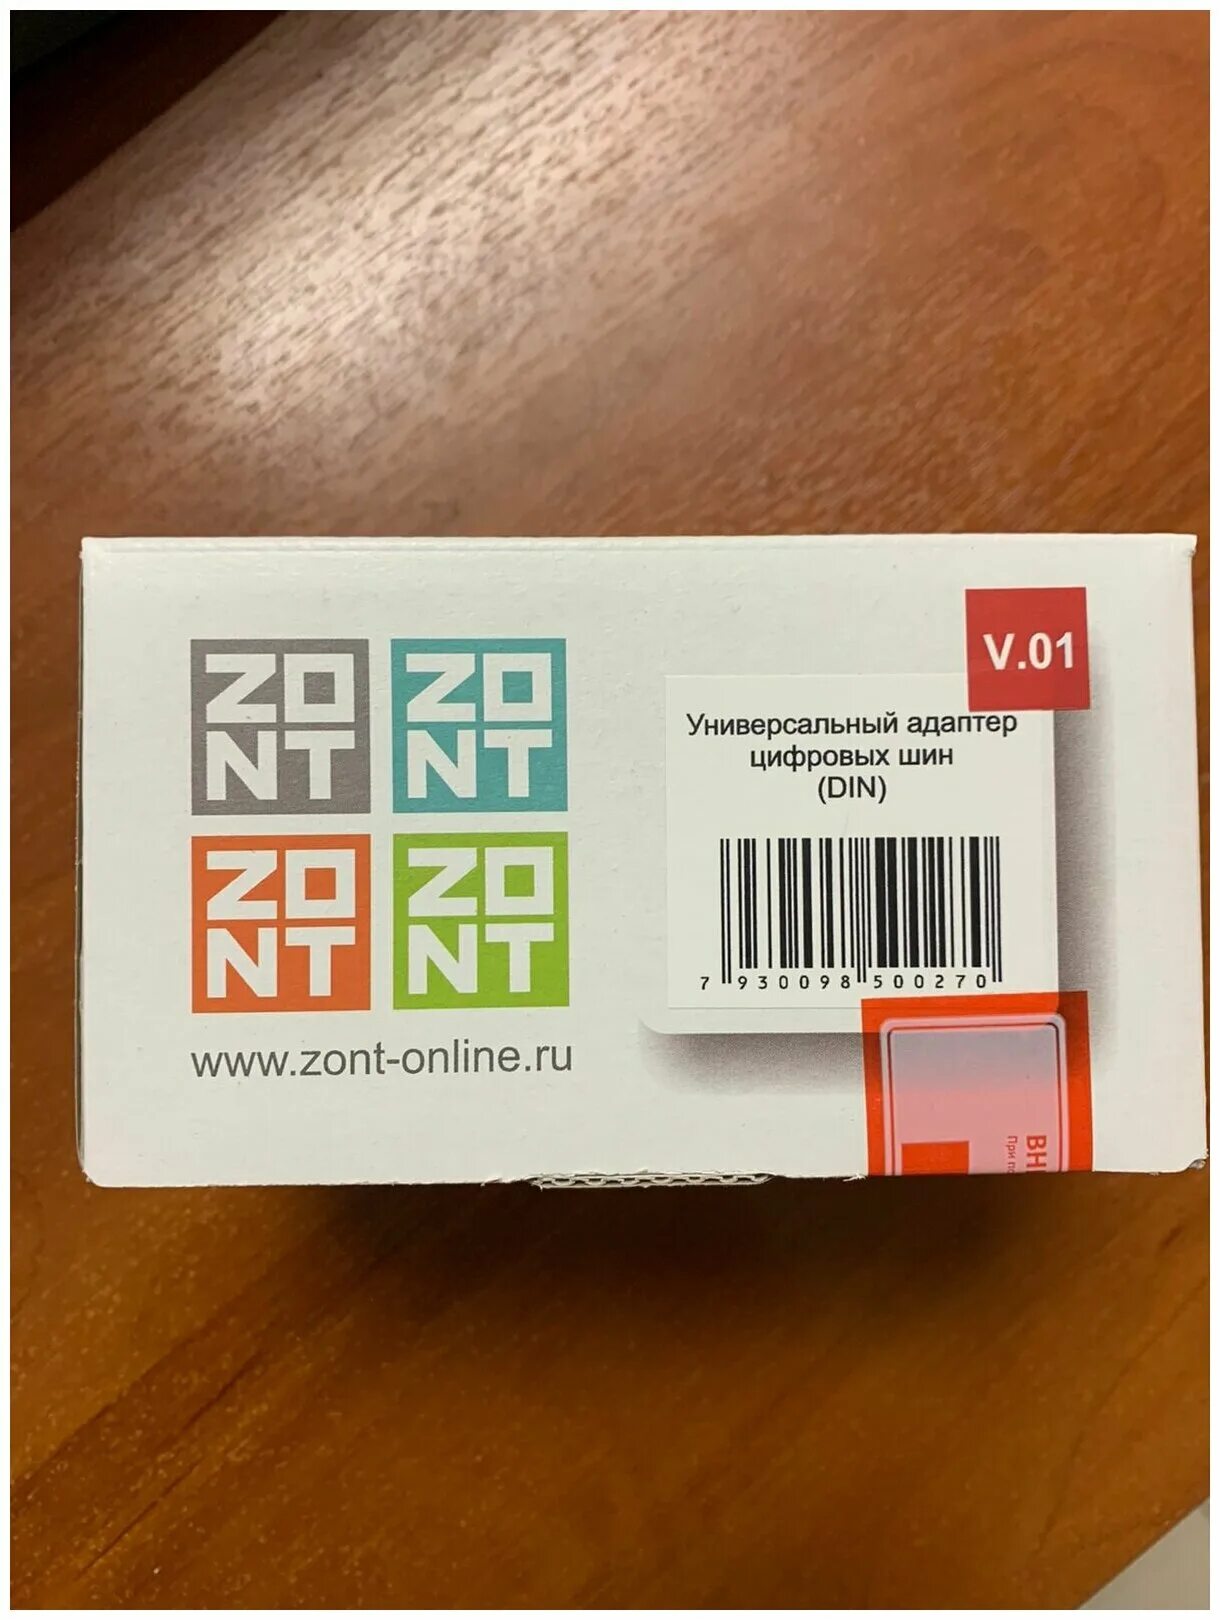 ZO
NT
ZO
NT
ZO
NT
ZO
NT
www.zont-online.ru
V.01
Универсальный адаптер
цифровых шин
(DIN)
7 930098 500270
При